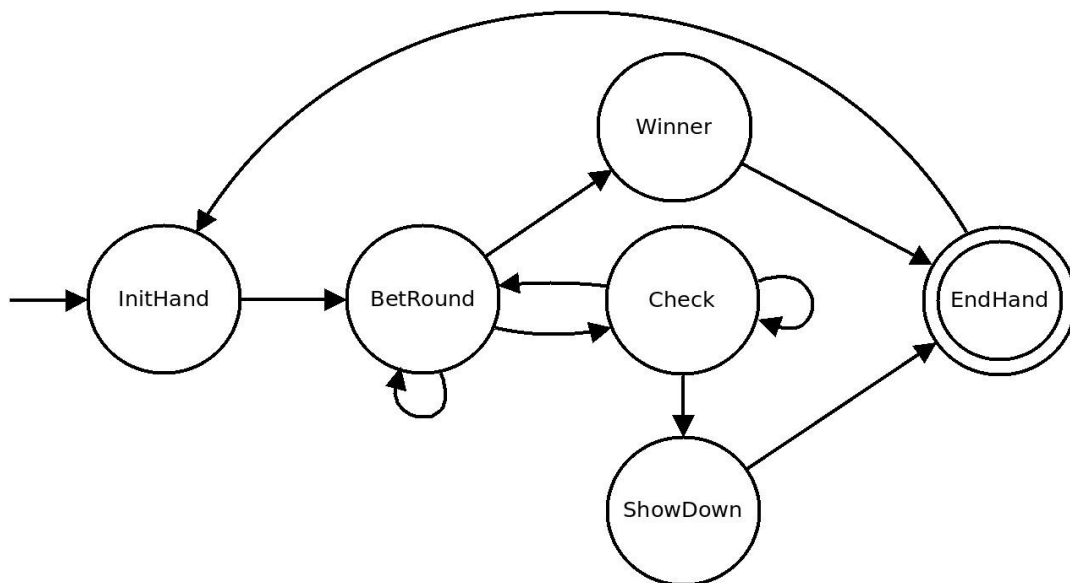 Winner
InitHand
BetRound
Check
EndHand
ShowDown